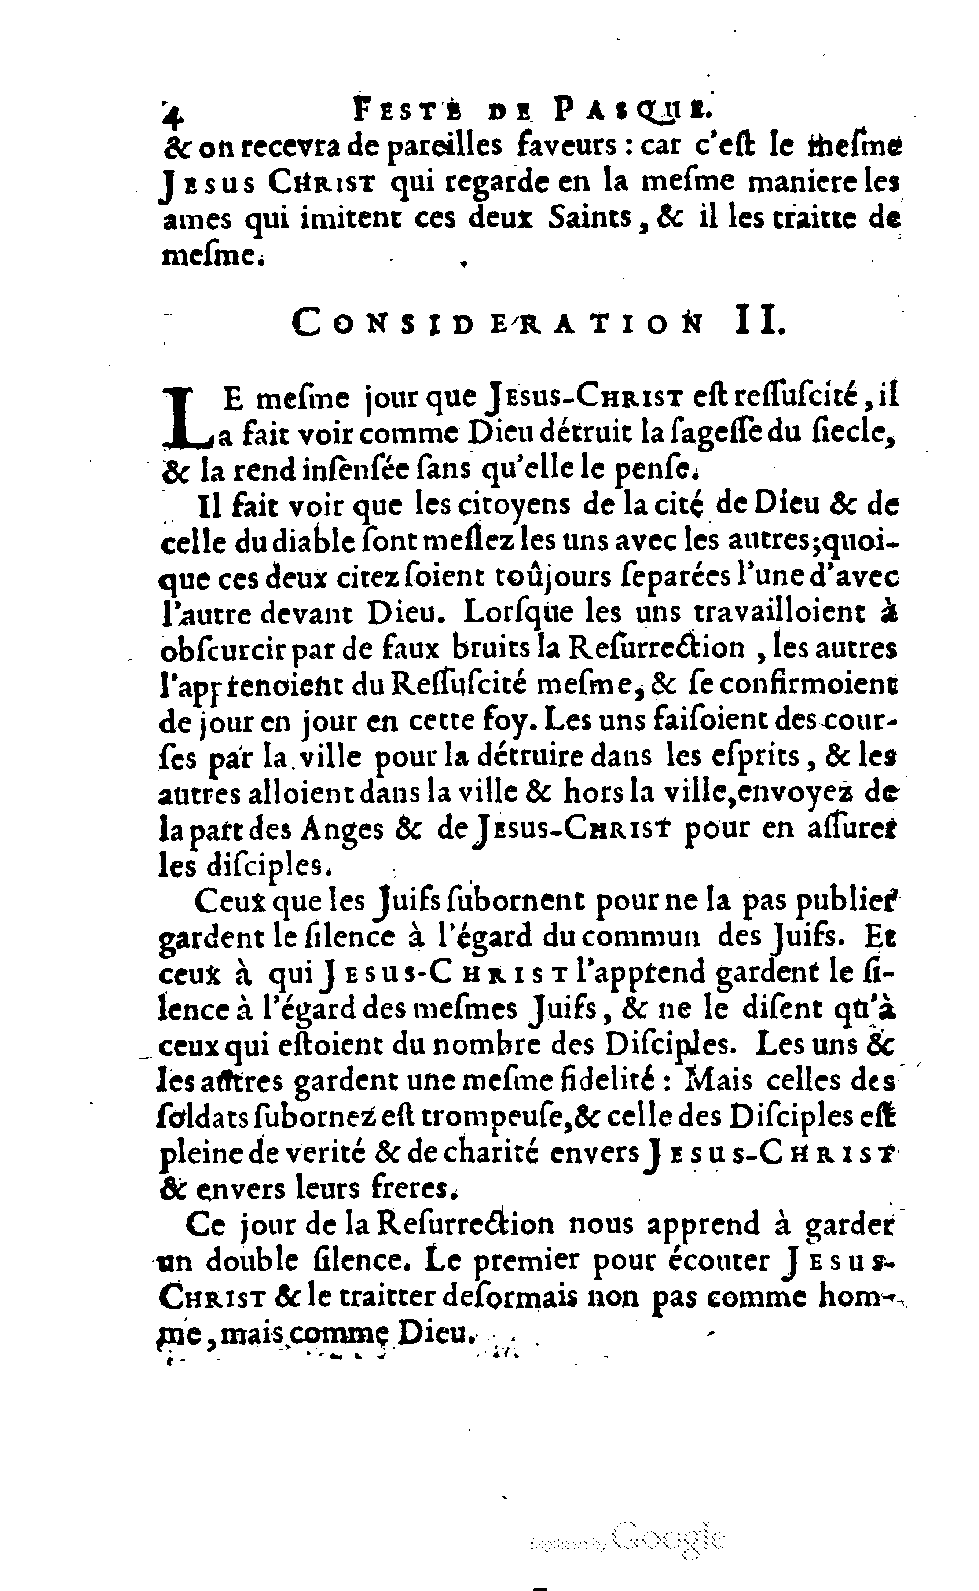 4 FESTE DE PASQUE.
& on recevra de pareilles faveurs : car c'eſt le meſme
JESUS CHRIST qui regarde en la meſme maniere les
ames qui imitent ces deux Saints, & il les traitte de
meſme.
CONSIDERATION II.
LE meſme jour que JESUS-CHRIST eſt reſſuſcité, il
a fait voir comme Dieu détruit la ſageſſe du ſiecle,
& la rend inſenſée ſans qu'elle le penſe.
Il fait voir que les citoyens de la cité de Dieu & de
celle du diable ſont meſlez les uns avec les autres; quoi-
que ces deux citez ſoient toûjours ſeparées l'une d'avec
l'autre devant Dieu. Lorſque les uns travailloient à
obſcurcir par de faux bruits la Reſurrection, les autres
l'apprenoient du Reſſuſcité meſme, & ſe confirmoient
de jour en jour en cette foy. Les uns faiſoient des cour-
ſes par la ville pour la détruire dans les eſprits, & les
autres alloient dans la ville & hors la ville, envoyez de
la part des Anges & de JESUS-CHRIST pour en aſſurer
les diſciples.
Ceux que les Juifs ſubornent pour ne la pas publier
gardent le ſilence à l'égard du commun des Juifs. Et
ceux à qui JESUS-CHRIST l'apprend gardent le ſi-
lence à l'égard des meſmes Juifs, & ne le diſent qu'à
ceux qui eſtoient du nombre des Diſciples. Les uns &
les autres gardent une meſme fidelité : Mais celles des
ſoldats ſubornez eſt trompeuſe, & celle des Diſciples eſt
pleine de verité & de charité envers JESUS-CHRIST
& envers leurs freres.
Ce jour de la Reſurrection nous apprend à garder
un double ſilence. Le premier pour écouter JESUS-
CHRIST & le traitter deſormais non pas comme hom-
me, mais comme Dieu.
Google